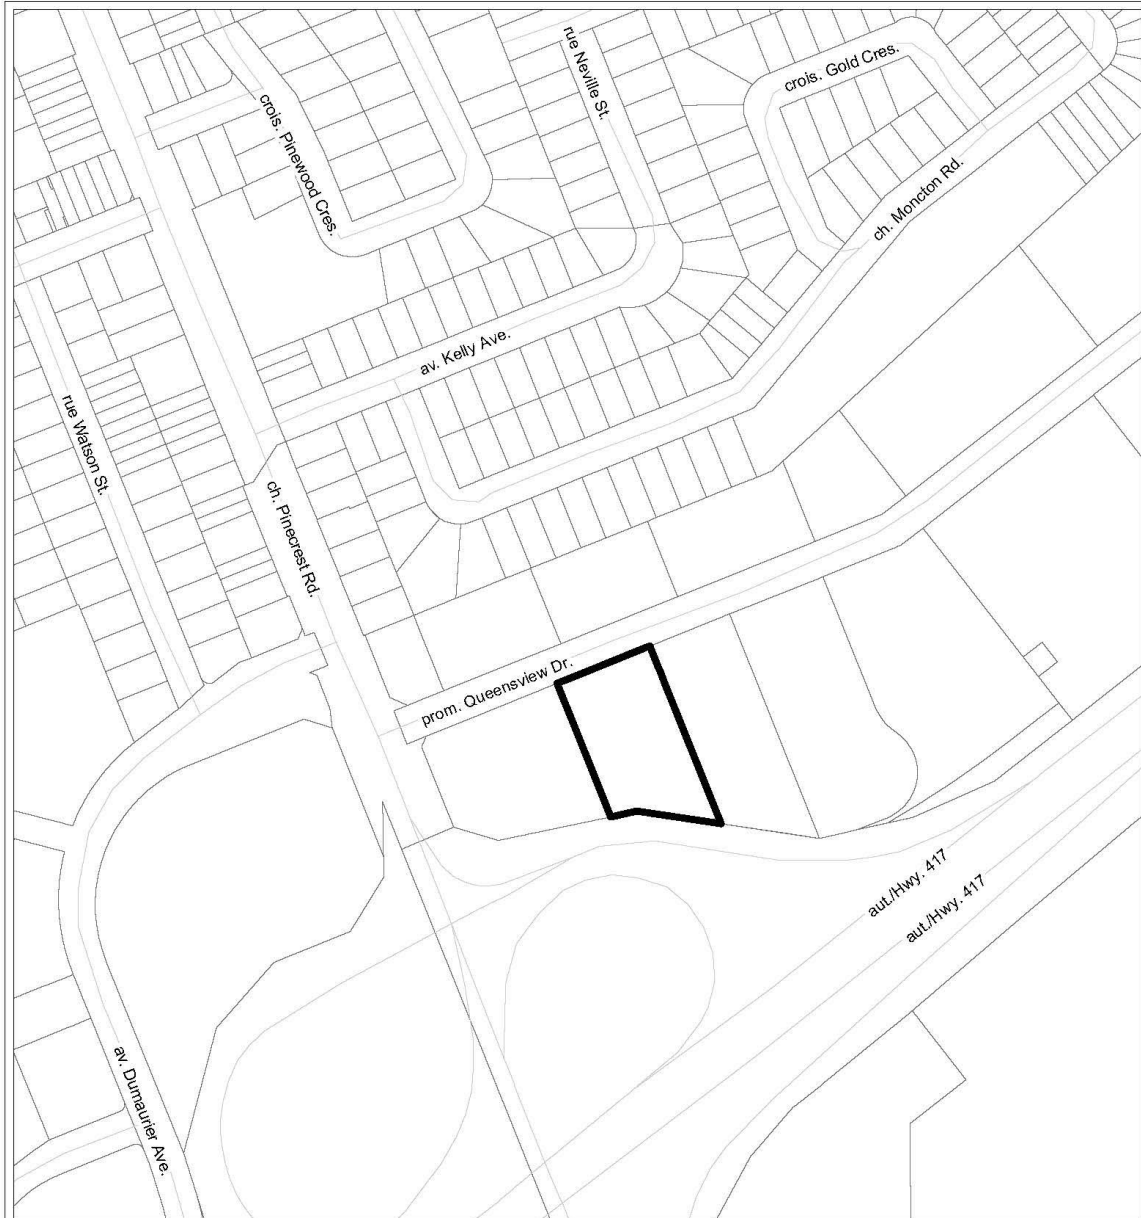 rue Neville St.
crois. Gold Cres.
crois. Pinewood Cres.
ch. Moncton Rd.
av. Kelly Ave.
rue Watson St.
ch. Pinecrest Rd.
prom. Queensview Dr.
aut./Hwy. 417
aut./Hwy. 417
av. Dumaurier Ave.